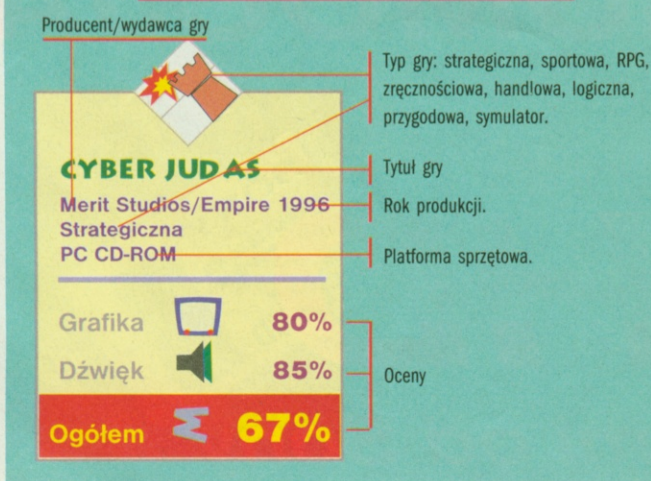 Producent/wydawca gry
Typ gry: strategiczna, sportowa, RPG,
zręcznościowa, handlowa, logiczna,
przygodowa, symulator.
CYBER JUDAS
Tytuł gry
Merit Studios/Empire 1996
Rok produkcji.
Strategiczna
PC CD-ROM
Platforma sprzętowa.
Grafika 80%
Dźwięk 85%
Oceny
Ogółem 67%